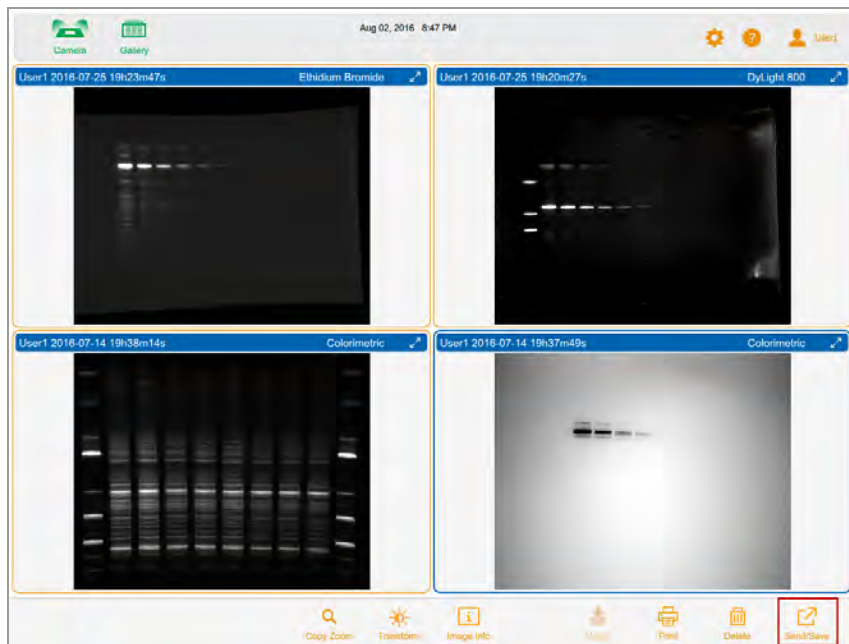 Aug 02, 2016 8:47 PM
Camera
Gallery
User1
User1 2016-07-25 19h23m47s Ethidium Bromide
User1 2016-07-25 19h20m27s DyLight 800
User1 2016-07-14 19h38m14s Colorimetric
User1 2016-07-14 19h37m49s Colorimetric
Copy Zoom
Transform
Image Info
Print
Delete
Send/Save